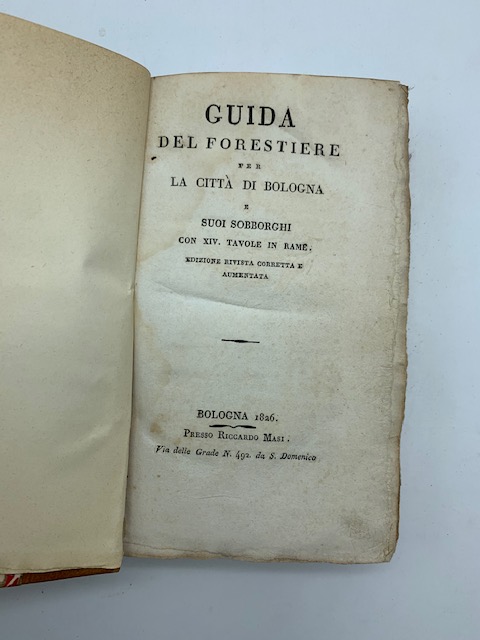 GUIDA
DEL FORESTIERE
PER
LA CITTÀ DI BOLOGNA
E
SUOI SOBBORGHI
CON XIV. TAVOLE IN RAME.
EDIZIONE RIVISTA CORRETTA E
AUMENTATA
BOLOGNA 1826.
PRESSO RICCARDO MASI.
Via delle Grade N. 492. da S. Domenico